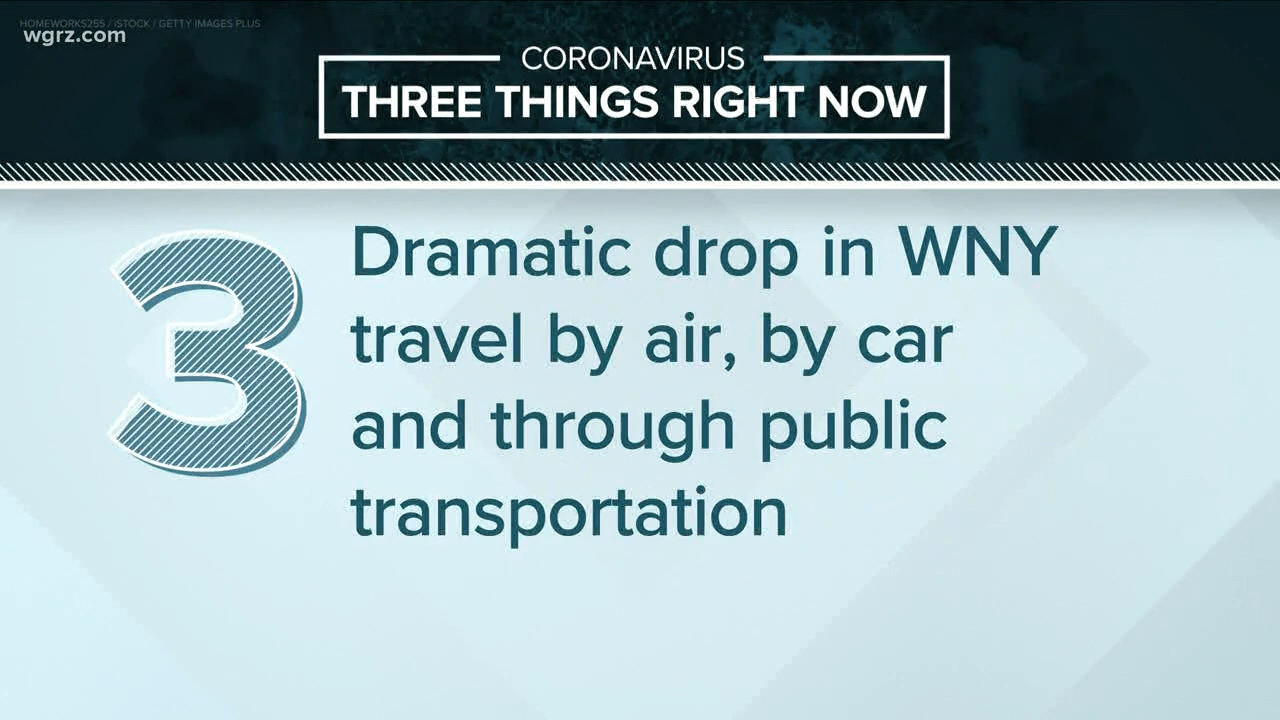 HOMEWORKS255 / iSTOCK / GETTY IMAGES PLUS
wgrz.com
CORONAVIRUS
THREE THINGS RIGHT NOW
3
Dramatic drop in WNY
travel by air, by car
and through public
transportation